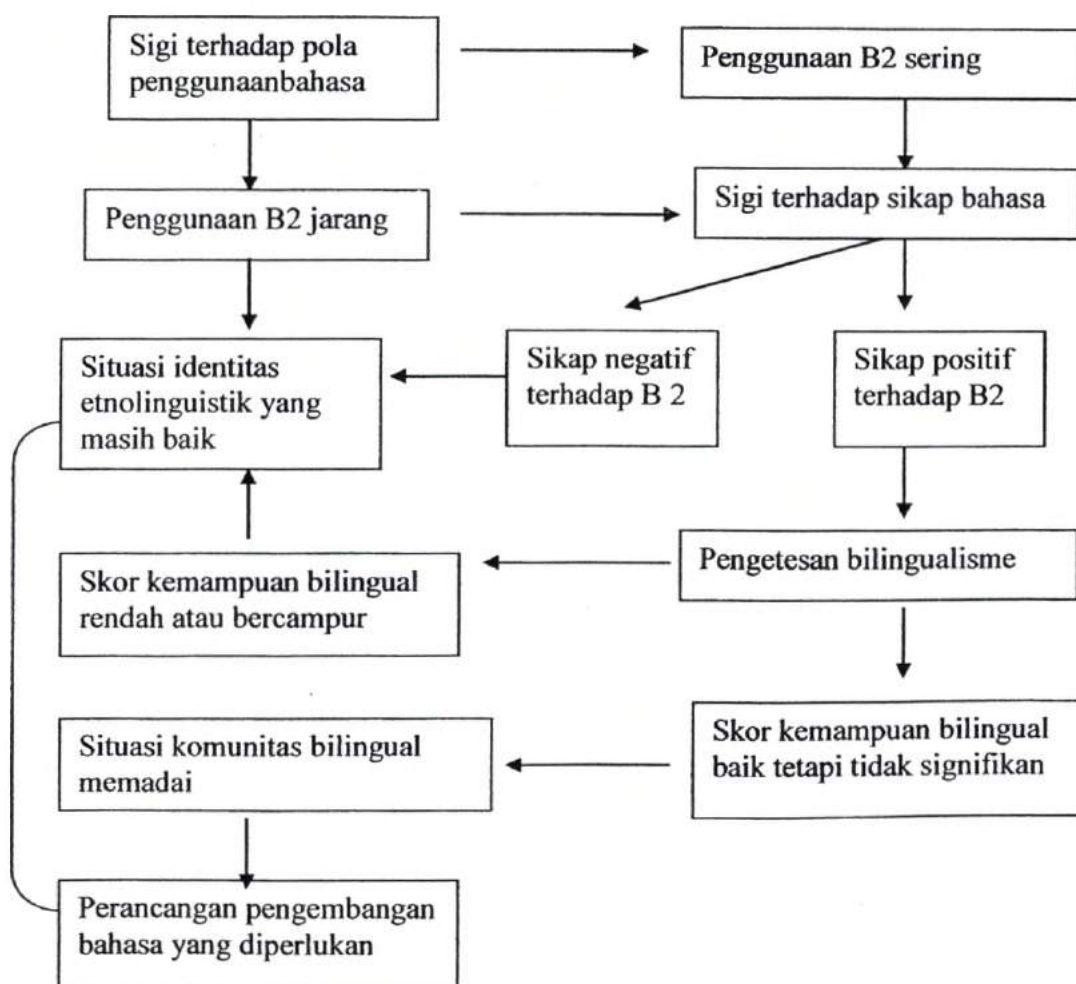 Sigi terhadap pola
penggunaanbahasa
Penggunaan B2 sering
Penggunaan B2 jarang
Sigi terhadap sikap bahasa
Situasi identitas
etnolinguistik yang
masih baik
Sikap negatif
terhadap B 2
Sikap positif
terhadap B2
Skor kemampuan bilingual
rendah atau bercampur
Pengetesan bilingualisme
Situasi komunitas bilingual
memadai
Skor kemampuan bilingual
baik tetapi tidak signifikan
Perancangan pengembangan
bahasa yang diperlukan